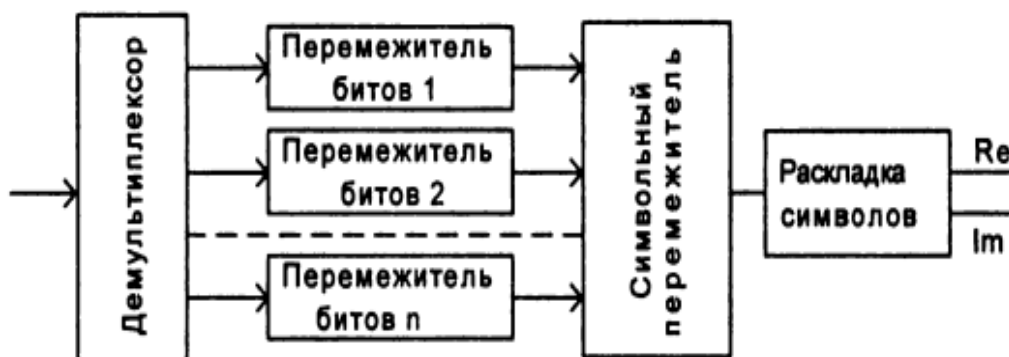 Демультиплексор
Перемежитель
битов 1
Перемежитель
битов 2
Перемежитель
битов n
Символьный
перемежитель
Раскладка
символов
Re
Im